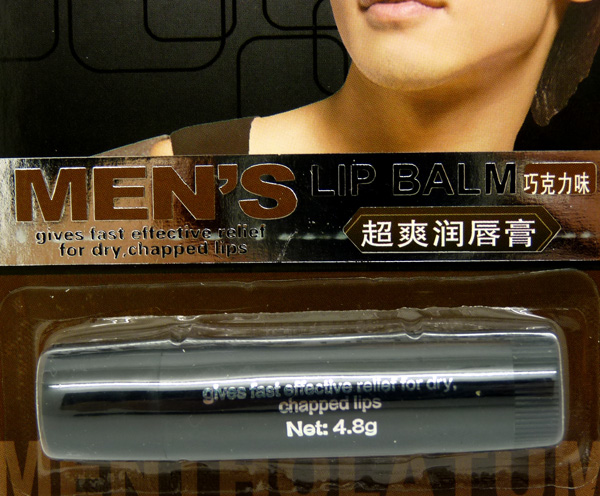 MEN'S LIP BALM 巧克力味
gives fast effective relief
for dry,chapped lips
超爽润唇膏
gives fast effective relief for dry,
chapped lips
Net: 4.8g
MENTHOLATUM